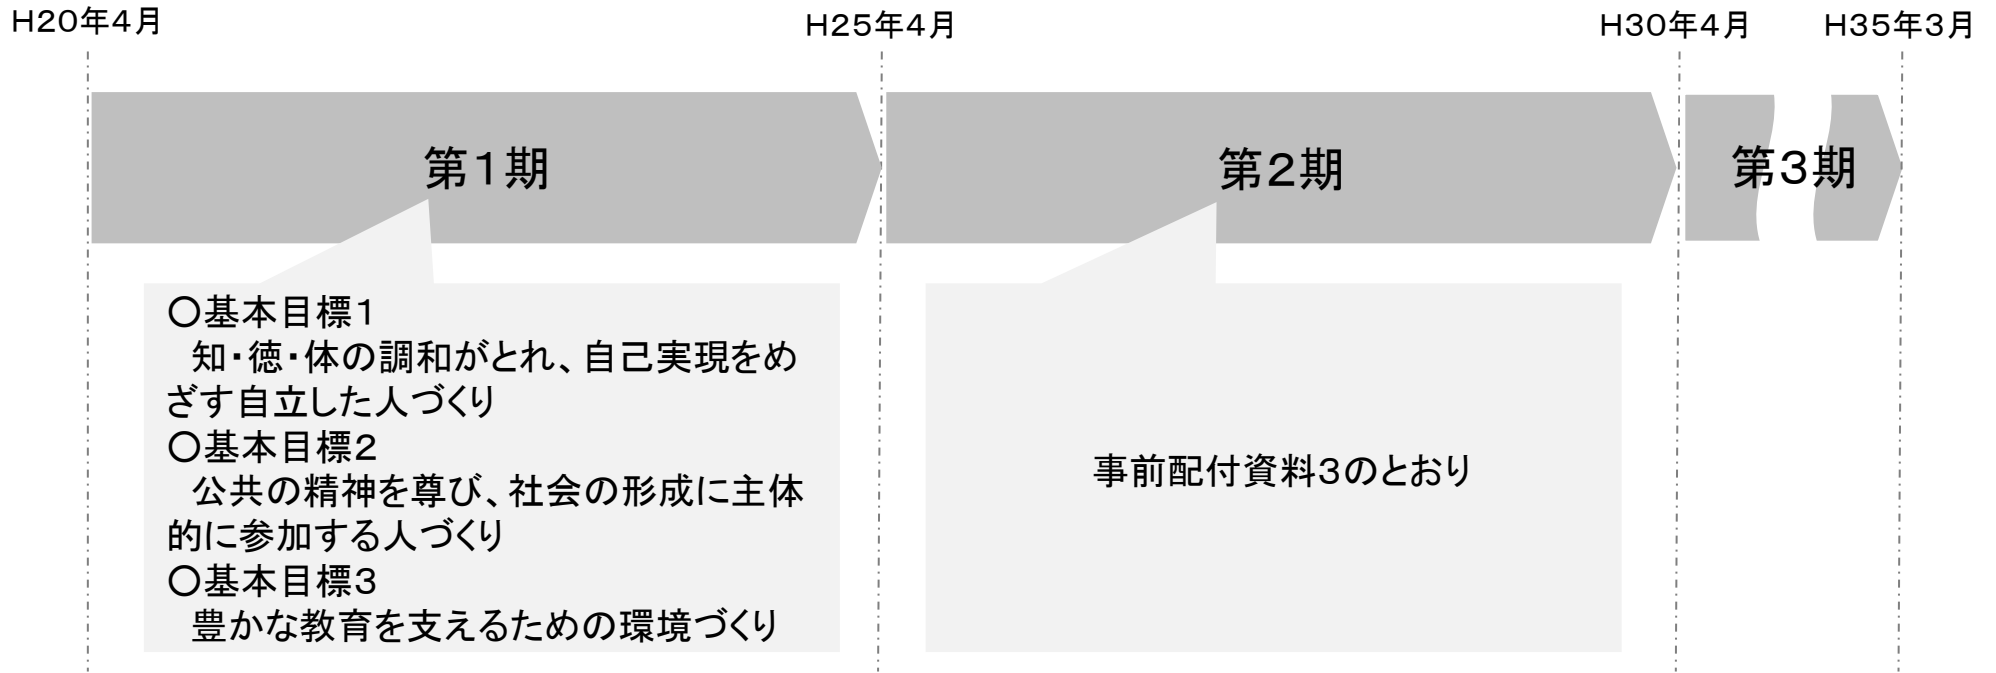 H20年4月
H25年4月
H30年4月
H35年3月
第1期
第2期
第3期
○基本目標1
　知・徳・体の調和がとれ、自己実現をめ
ざす自立した人づくり
○基本目標2
　公共の精神を尊び、社会の形成に主体
的に参加する人づくり
○基本目標3
　豊かな教育を支えるための環境づくり
事前配付資料3のとおり